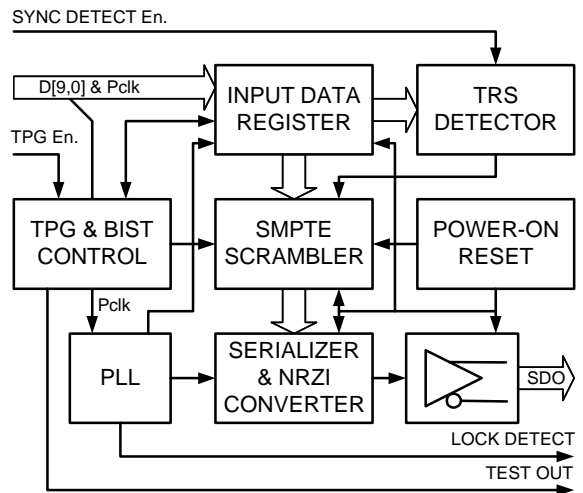 SYNC DETECT En.
D[9,0] & Pclk
INPUT DATA
REGISTER
TRS
DETECTOR
TPG En.
TPG & BIST
CONTROL
SMPTE
SCRAMBLER
POWER-ON
RESET
Pclk
PLL
SERIALIZER
& NRZI
CONVERTER
SDO
LOCK DETECT
TEST OUT